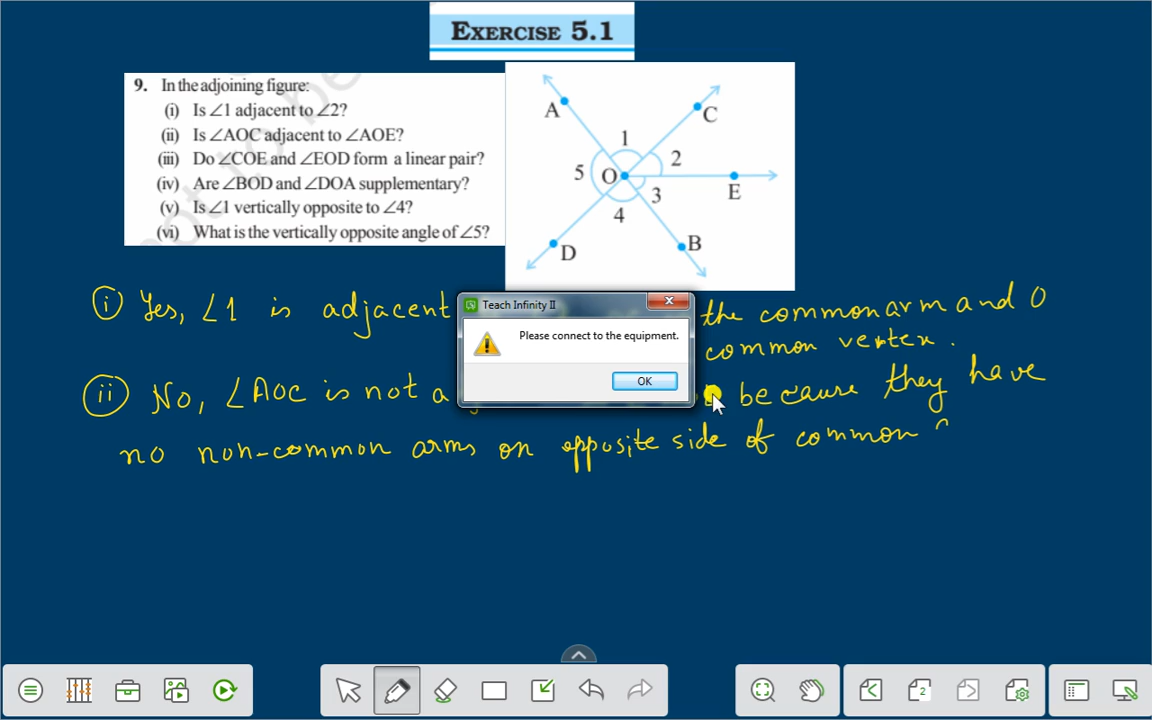 EXERCISE 5.1
9. In the adjoining figure:
(i) Is ∠1 adjacent to ∠2?
(ii) Is ∠AOC adjacent to ∠AOE?
(iii) Do ∠COE and ∠EOD form a linear pair?
(iv) Are ∠BOD and ∠DOA supplementary?
(v) Is ∠1 vertically opposite to ∠4?
(vi) What is the vertically opposite angle of ∠5?
A
C
1
2
5
O
3
E
4
D
B
(i) Yes, ∠1 is adjacent the common arm and O
common vertex.
(ii) No, ∠AOC is not a because they have
no non-common arms on opposite side of common
Teach Infinity II
Please connect to the equipment.
OK
2